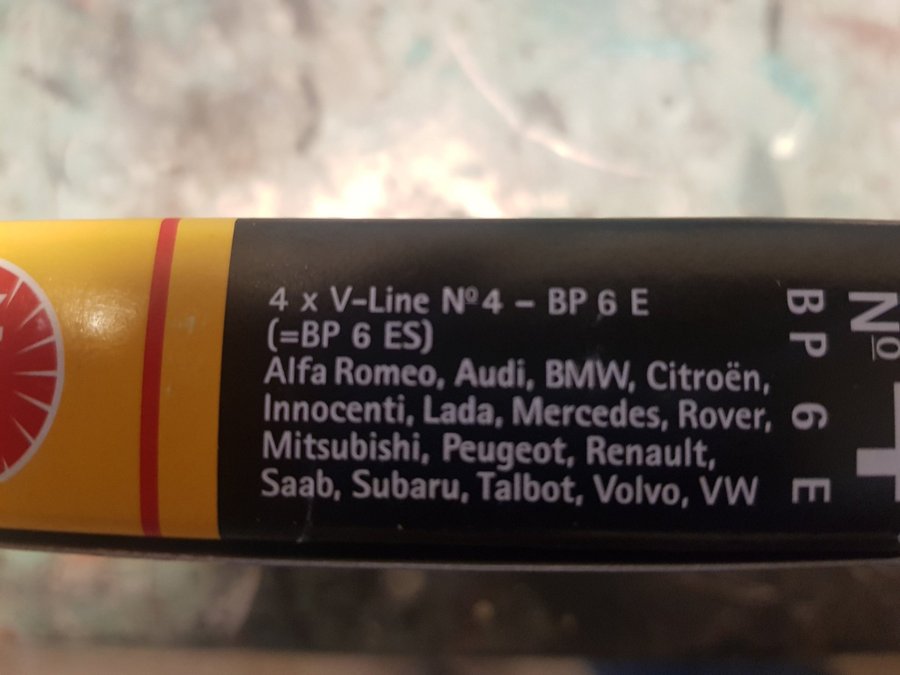 4 x V-Line Nº4 – BP 6 E
(=BP 6 ES)
Alfa Romeo, Audi, BMW, Citroën,
Innocenti, Lada, Mercedes, Rover,
Mitsubishi, Peugeot, Renault,
Saab, Subaru, Talbot, Volvo, VW
BP 6 E
Nº